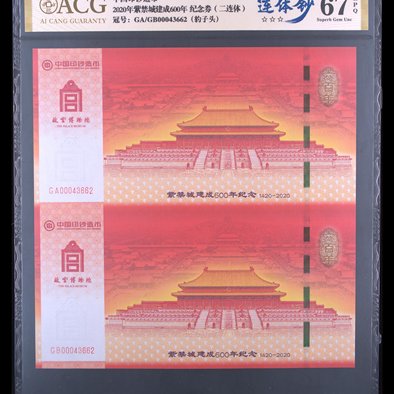 ACG
AI CANG GUARANTY
2020年紫禁城建成600年 纪念券（二连体）
冠号：GA/GB00043662（豹子头）
连体钞
67
EPQ
Superb Gem Unc
中国印钞造币
故宫博物院
THE PALACE MUSEUM
GA00043662
紫禁城建成600年纪念 1420-2020
中国印钞造币
故宫博物院
THE PALACE MUSEUM
GB00043662
紫禁城建成600年纪念 1420-2020